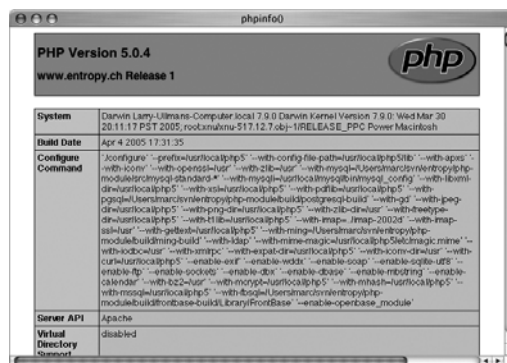 phpinfo()
PHP Version 5.0.4
www.entropy.ch Release 1
php
System
Darwin Larry-Ullmans-Computer.local 7.9.0 Darwin Kernel Version 7.9.0: Wed Mar 30
20:11:17 PST 2005; root:xnu/xnu-517.12.7.obj~1/RELEASE_PPC Power Macintosh
Build Date
Apr 4 2005 17:31:35
Configure
Command
'./configure' '--prefix=/usr/local/php5' '--with-config-file-path=/usr/local/php5/lib' '--with-apxs'
'--with-iconv' '--with-openssl=/usr' '--with-zlib=/usr' '--with-mysql=/Users/marc/svn/entropy/php-
module/src/mysql-standard-*' '--with-mysqli=/usr/local/mysql/bin/mysql_config' '--with-libxml-
dir=/usr/local/php5' '--with-xsl=/usr/local/php5' '--with-pdflib=/usr/local/php5' '--with-
pgsql=/Users/marc/svn/entropy/php-module/build/postgresql-build' '--with-gd' '--with-jpeg-
dir=/usr/local/php5' '--with-png-dir=/usr/local/php5' '--with-zlib-dir=/usr' '--with-freetype-
dir=/usr/local/php5' '--with-t1lib=/usr/local/php5' '--with-imap=../imap-2002d' '--with-imap-
ssl=/usr' '--with-gettext=/usr/local/php5' '--with-ming=/Users/marc/svn/entropy/php-
module/build/ming-build' '--with-ldap' '--with-mime-magic=/usr/local/php5/etc/magic.mime' '--
with-iodbc=/usr' '--with-xmlrpc' '--with-expat-dir=/usr/local/php5' '--with-iconv-dir=/usr' '--with-
curl=/usr/local/php5' '--enable-exif' '--enable-wddx' '--enable-soap' '--enable-sqlite-utf8' '--
enable-ftp' '--enable-sockets' '--enable-dbx' '--enable-dbase' '--enable-mbstring' '--enable-
calendar' '--with-bz2=/usr' '--with-mcrypt=/usr/local/php5' '--with-mhash=/usr/local/php5' '--
with-mssql=/usr/local/php5' '--with-fbsql=/Users/marc/svn/entropy/php-
module/build/frontbase-build/Library/FrontBase' '--enable-openbase_module'
Server API
Apache
Virtual
Directory
Support
disabled